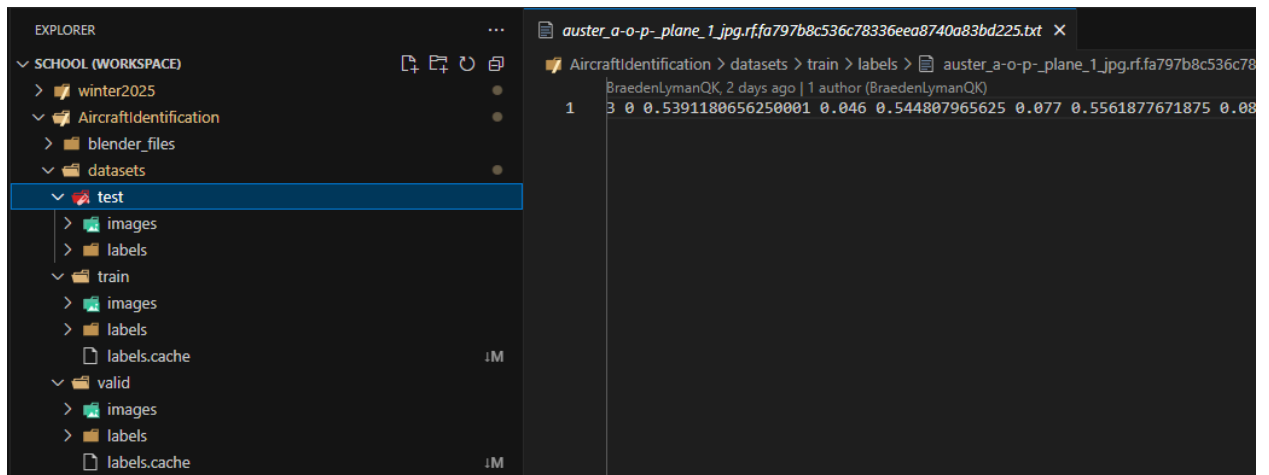 EXPLORER
SCHOOL (WORKSPACE)
winter2025
AircraftIdentification
blender_files
datasets
test
images
labels
train
images
labels
labels.cache
↓M
valid
images
labels
labels.cache
↓M
auster_a-o-p-_plane_1_jpg.rf.fa797b8c536c78336eea8740a83bd225.txt
AircraftIdentification > datasets > train > labels > auster_a-o-p-_plane_1_jpg.rf.fa797b8c536c78
BraedenLymanQK, 2 days ago | 1 author (BraedenLymanQK)
1 3 0 0.5391180656250001 0.046 0.544807965625 0.077 0.5561877671875 0.08